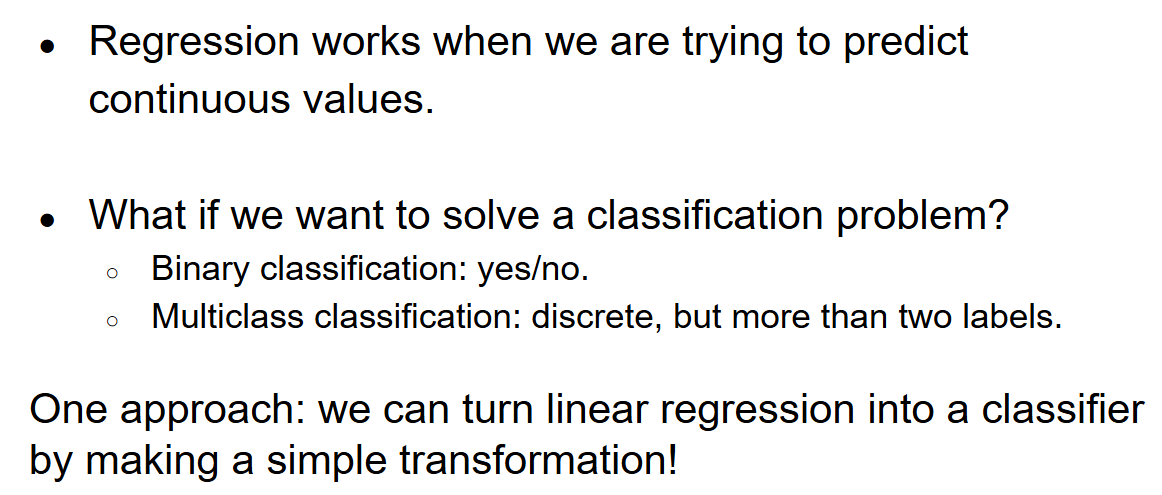 ● Regression works when we are trying to predict
continuous values.
● What if we want to solve a classification problem?
○ Binary classification: yes/no.
○ Multiclass classification: discrete, but more than two labels.
One approach: we can turn linear regression into a classifier
by making a simple transformation!